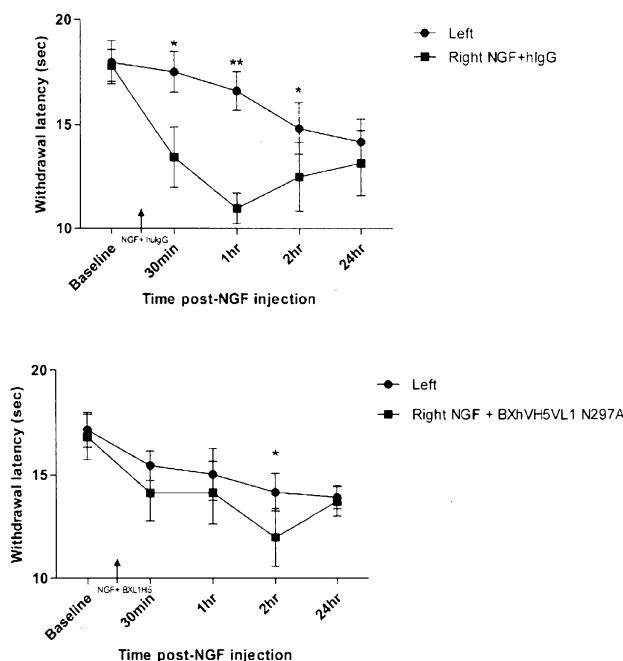 20
15
10
Withdrawal latency (sec)
* ** *
Left
Right NGF+hIgG
NGF+ huIgG
Baseline 30min 1hr 2hr 24hr
Time post-NGF injection
20
15
10
Withdrawal latency (sec)
*
Left
Right NGF + BXhVH5VL1 N297A
NGF+ BXL1H5
Baseline 30min 1hr 2hr 24hr
Time post-NGF injection